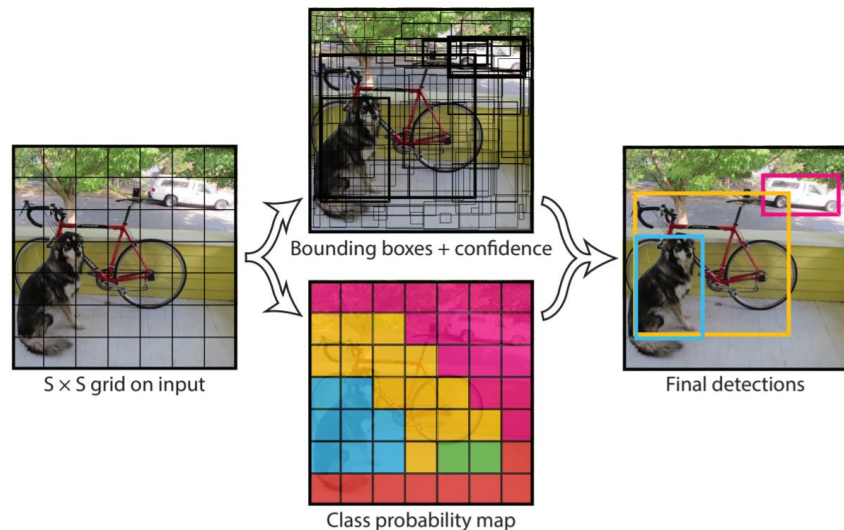 Bounding boxes + confidence
S × S grid on input
Final detections
Class probability map